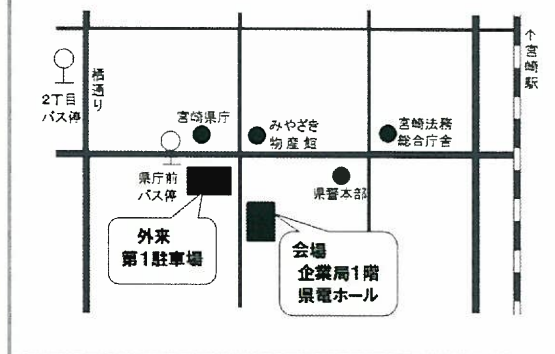 ↑宮崎駅
橘通り
2丁目
バス停
宮崎県庁
みやざき
物産館
宮崎法務
総合庁舎
県庁前
バス停
県警本部
外来
第1駐車場
会場
企業局1階
県電ホール